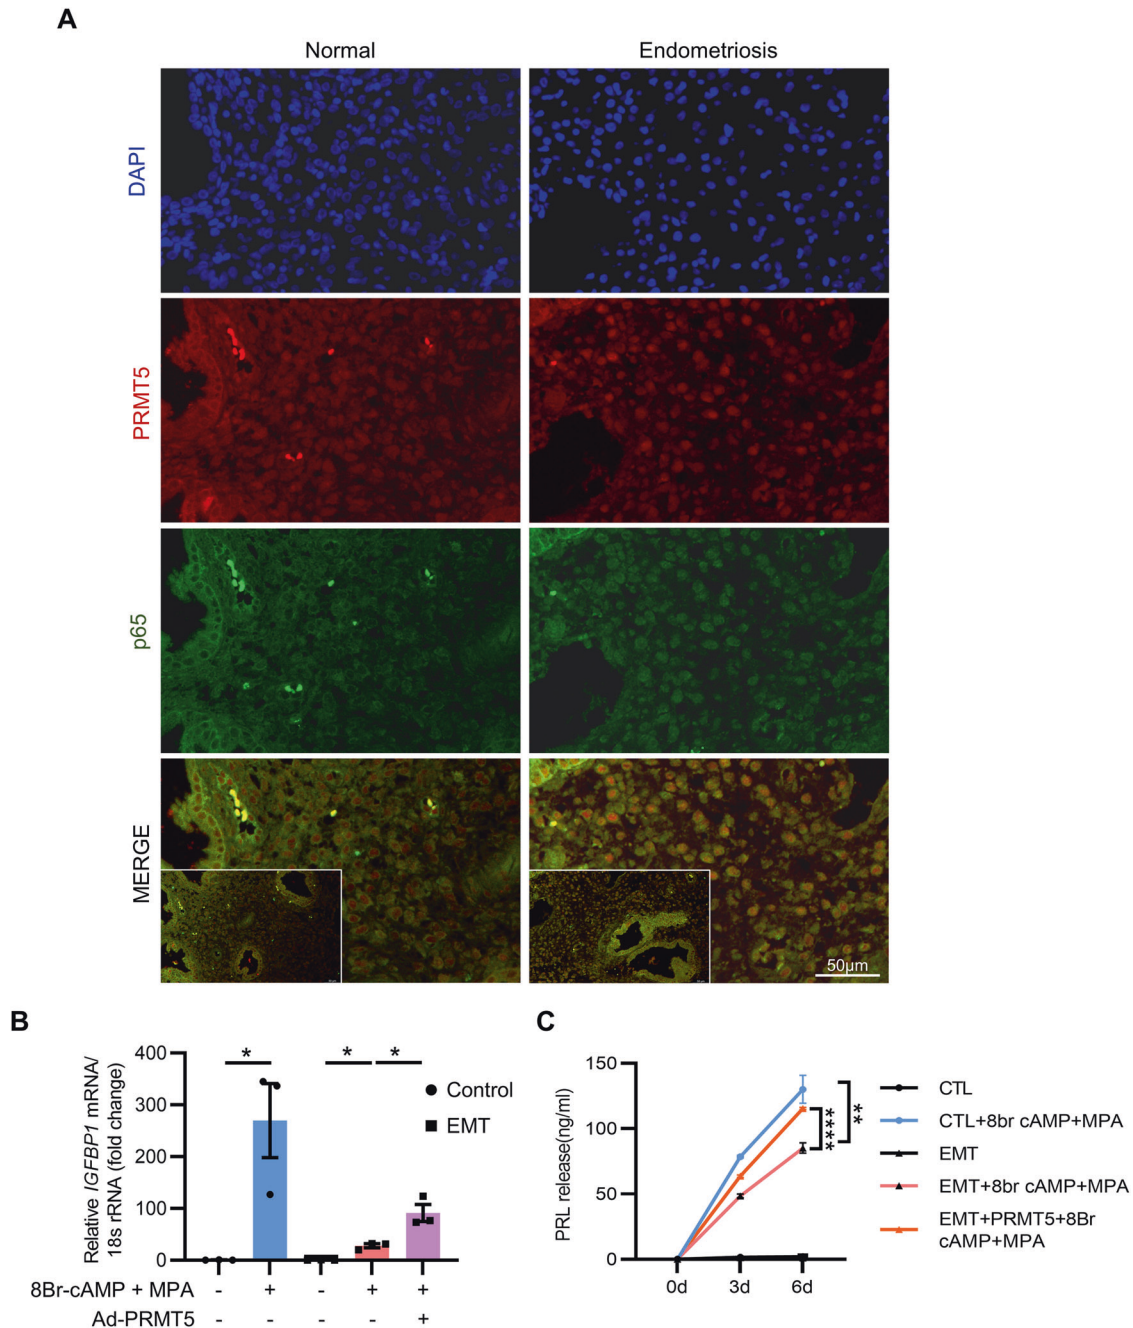 A
Normal
Endometriosis
DAPI
PRMT5
p65
MERGE
50μm
B
Relative IGFBP1 mRNA/
18s rRNA (fold change)
400
300
200
100
0
*
*
*
Control
EMT
8Br-cAMP + MPA
- + - + +
Ad-PRMT5
- - - - +
C
PRL release(ng/ml)
150
100
50
0
0d 3d 6d
****
**
CTL
CTL+8br cAMP+MPA
EMT
EMT+8br cAMP+MPA
EMT+PRMT5+8Br
cAMP+MPA